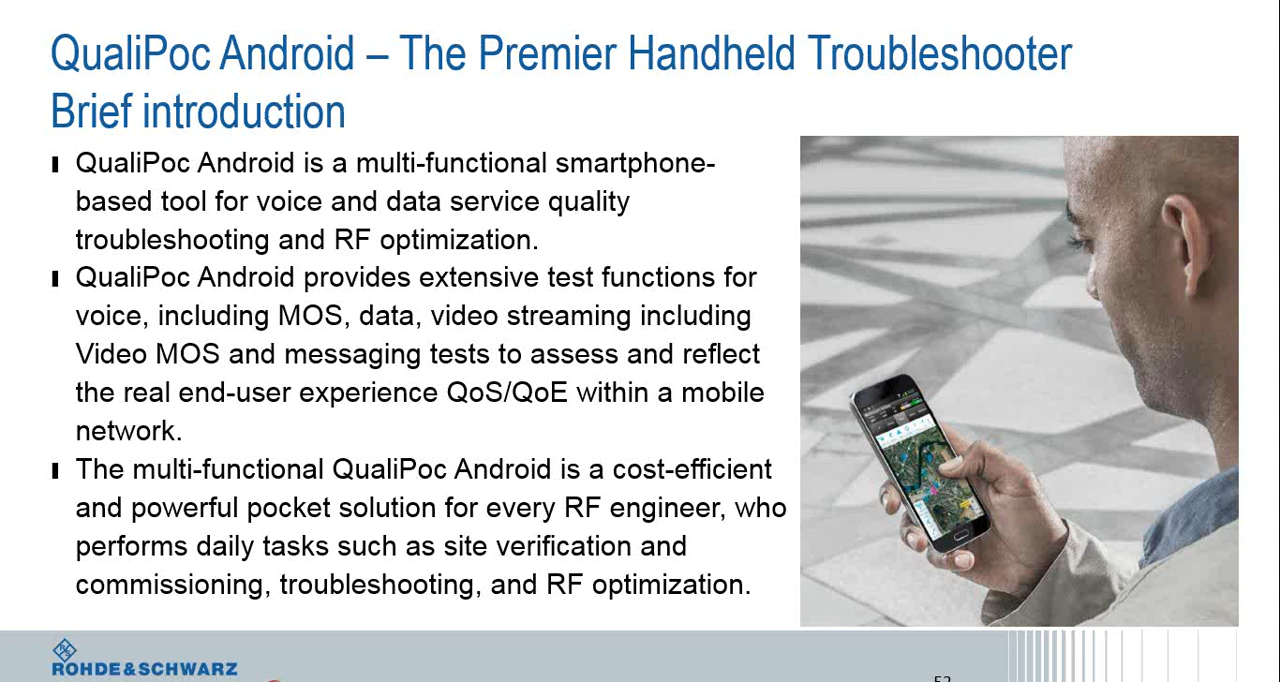 QualiPoc Android – The Premier Handheld Troubleshooter
Brief introduction
QualiPoc Android is a multi-functional smartphone-
based tool for voice and data service quality
troubleshooting and RF optimization.
QualiPoc Android provides extensive test functions for
voice, including MOS, data, video streaming including
Video MOS and messaging tests to assess and reflect
the real end-user experience QoS/QoE within a mobile
network.
The multi-functional QualiPoc Android is a cost-efficient
and powerful pocket solution for every RF engineer, who
performs daily tasks such as site verification and
commissioning, troubleshooting, and RF optimization.
ROHDE&SCHWARZ